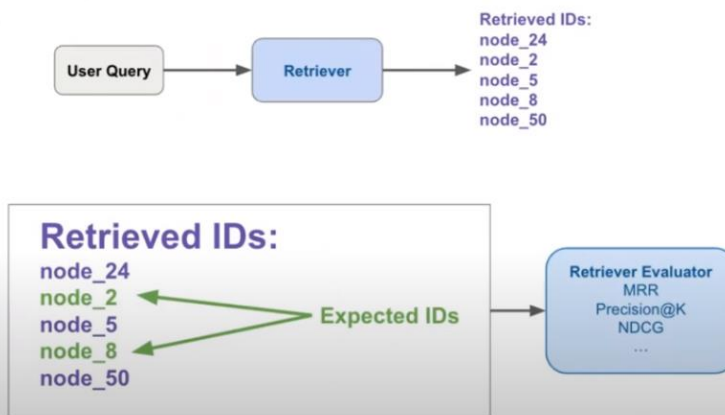 User Query
Retriever
Retrieved IDs:
node_24
node_2
node_5
node_8
node_50
Retrieved IDs:
node_24
node_2
node_5
node_8
node_50
Expected IDs
Retriever Evaluator
MRR
Precision@K
NDCG
...